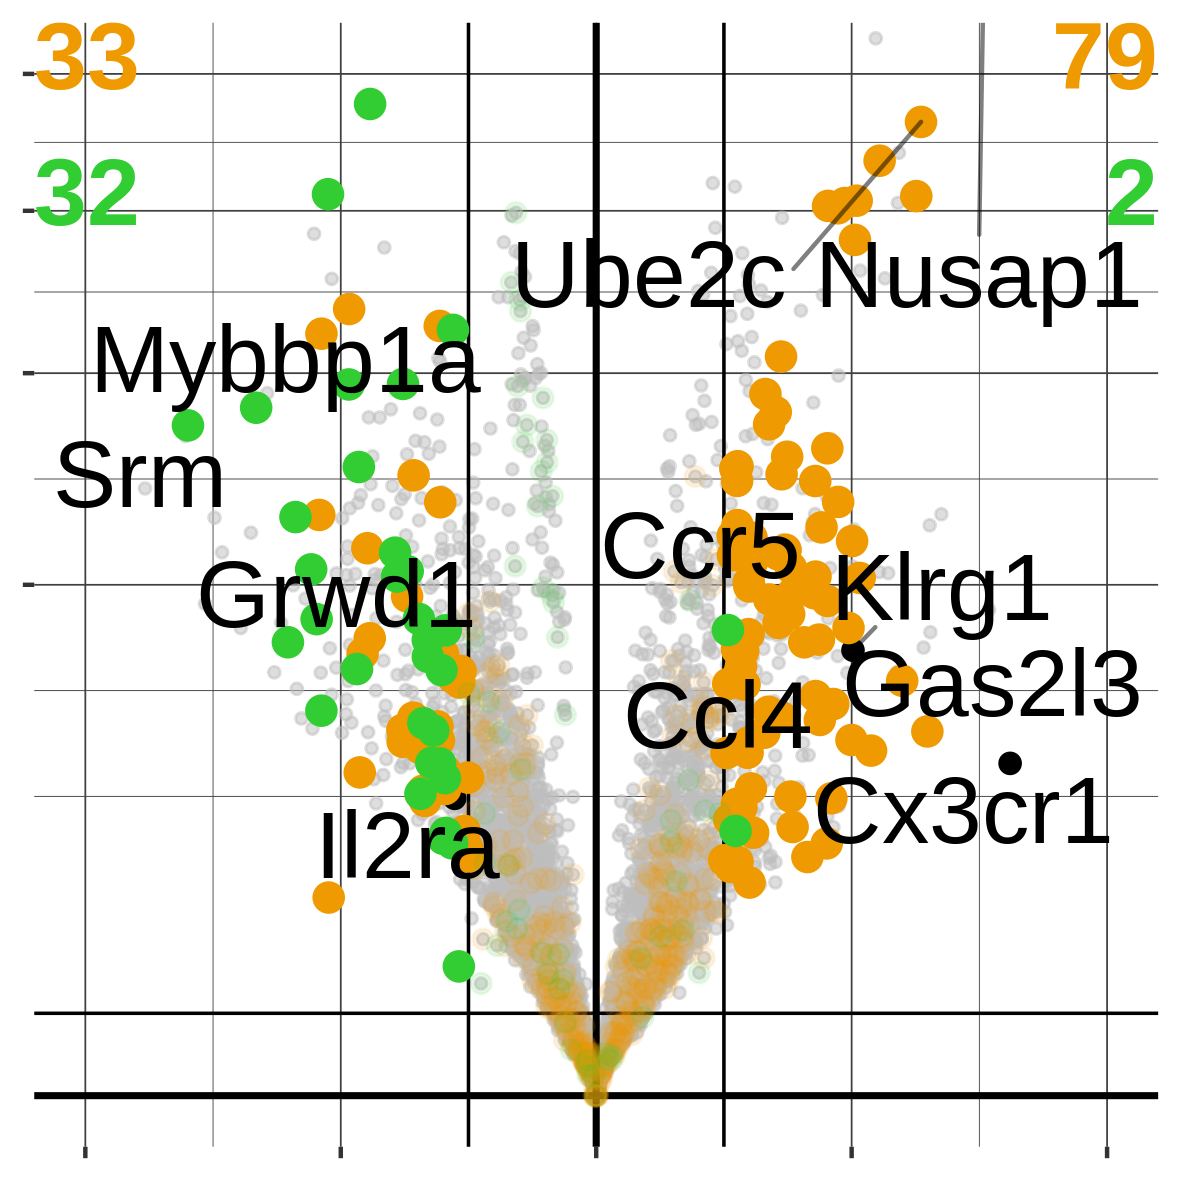 33 79
32 2
Ube2c Nusap1
Mybbp1a
Srm
Ccr5
Grwd1 Klrg1
Gas2l3
Ccl4
Cx3cr1
Il2ra